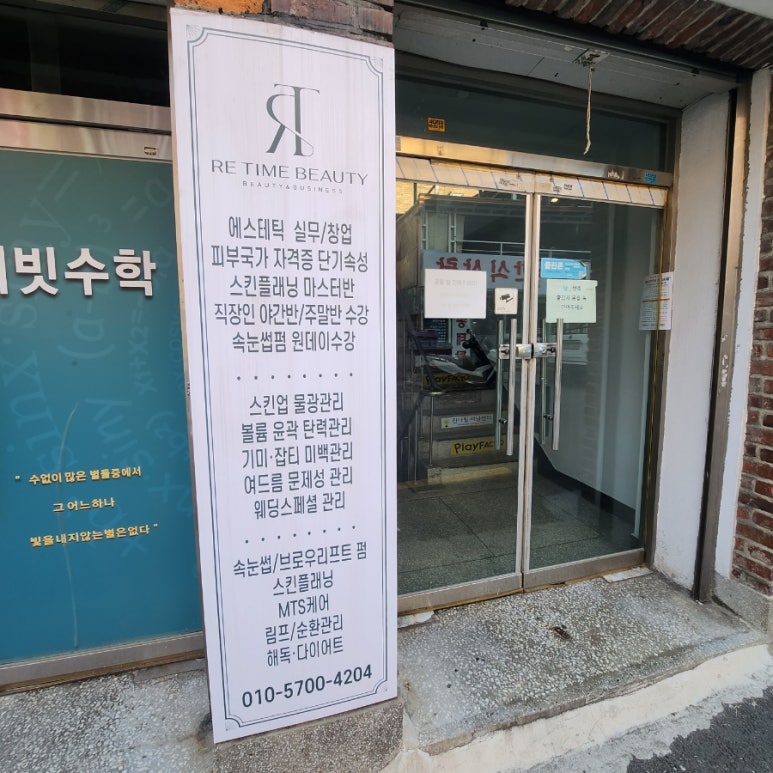 빗수학
" 수없이 많은 별들중에서
그 어느하나
빛을내지않는별은없다 "
RE TIME BEAUTY
BEAUTY&BUSINESS
에스테틱 실무/창업
피부국가 자격증 단기속성
스킨플래닝 마스터반
직장인 야간반/주말반 수강
속눈썹펌 원데이수강
스킨업 물광관리
볼륨 윤곽 탄력관리
기미·잡티 미백관리
여드름 문제성 관리
웨딩스페셜 관리
속눈썹/브로우리프트 펌
스킨플래닝
MTS케어
림프/순환관리
해독·다이어트
010-5700-4204
PlayFACT